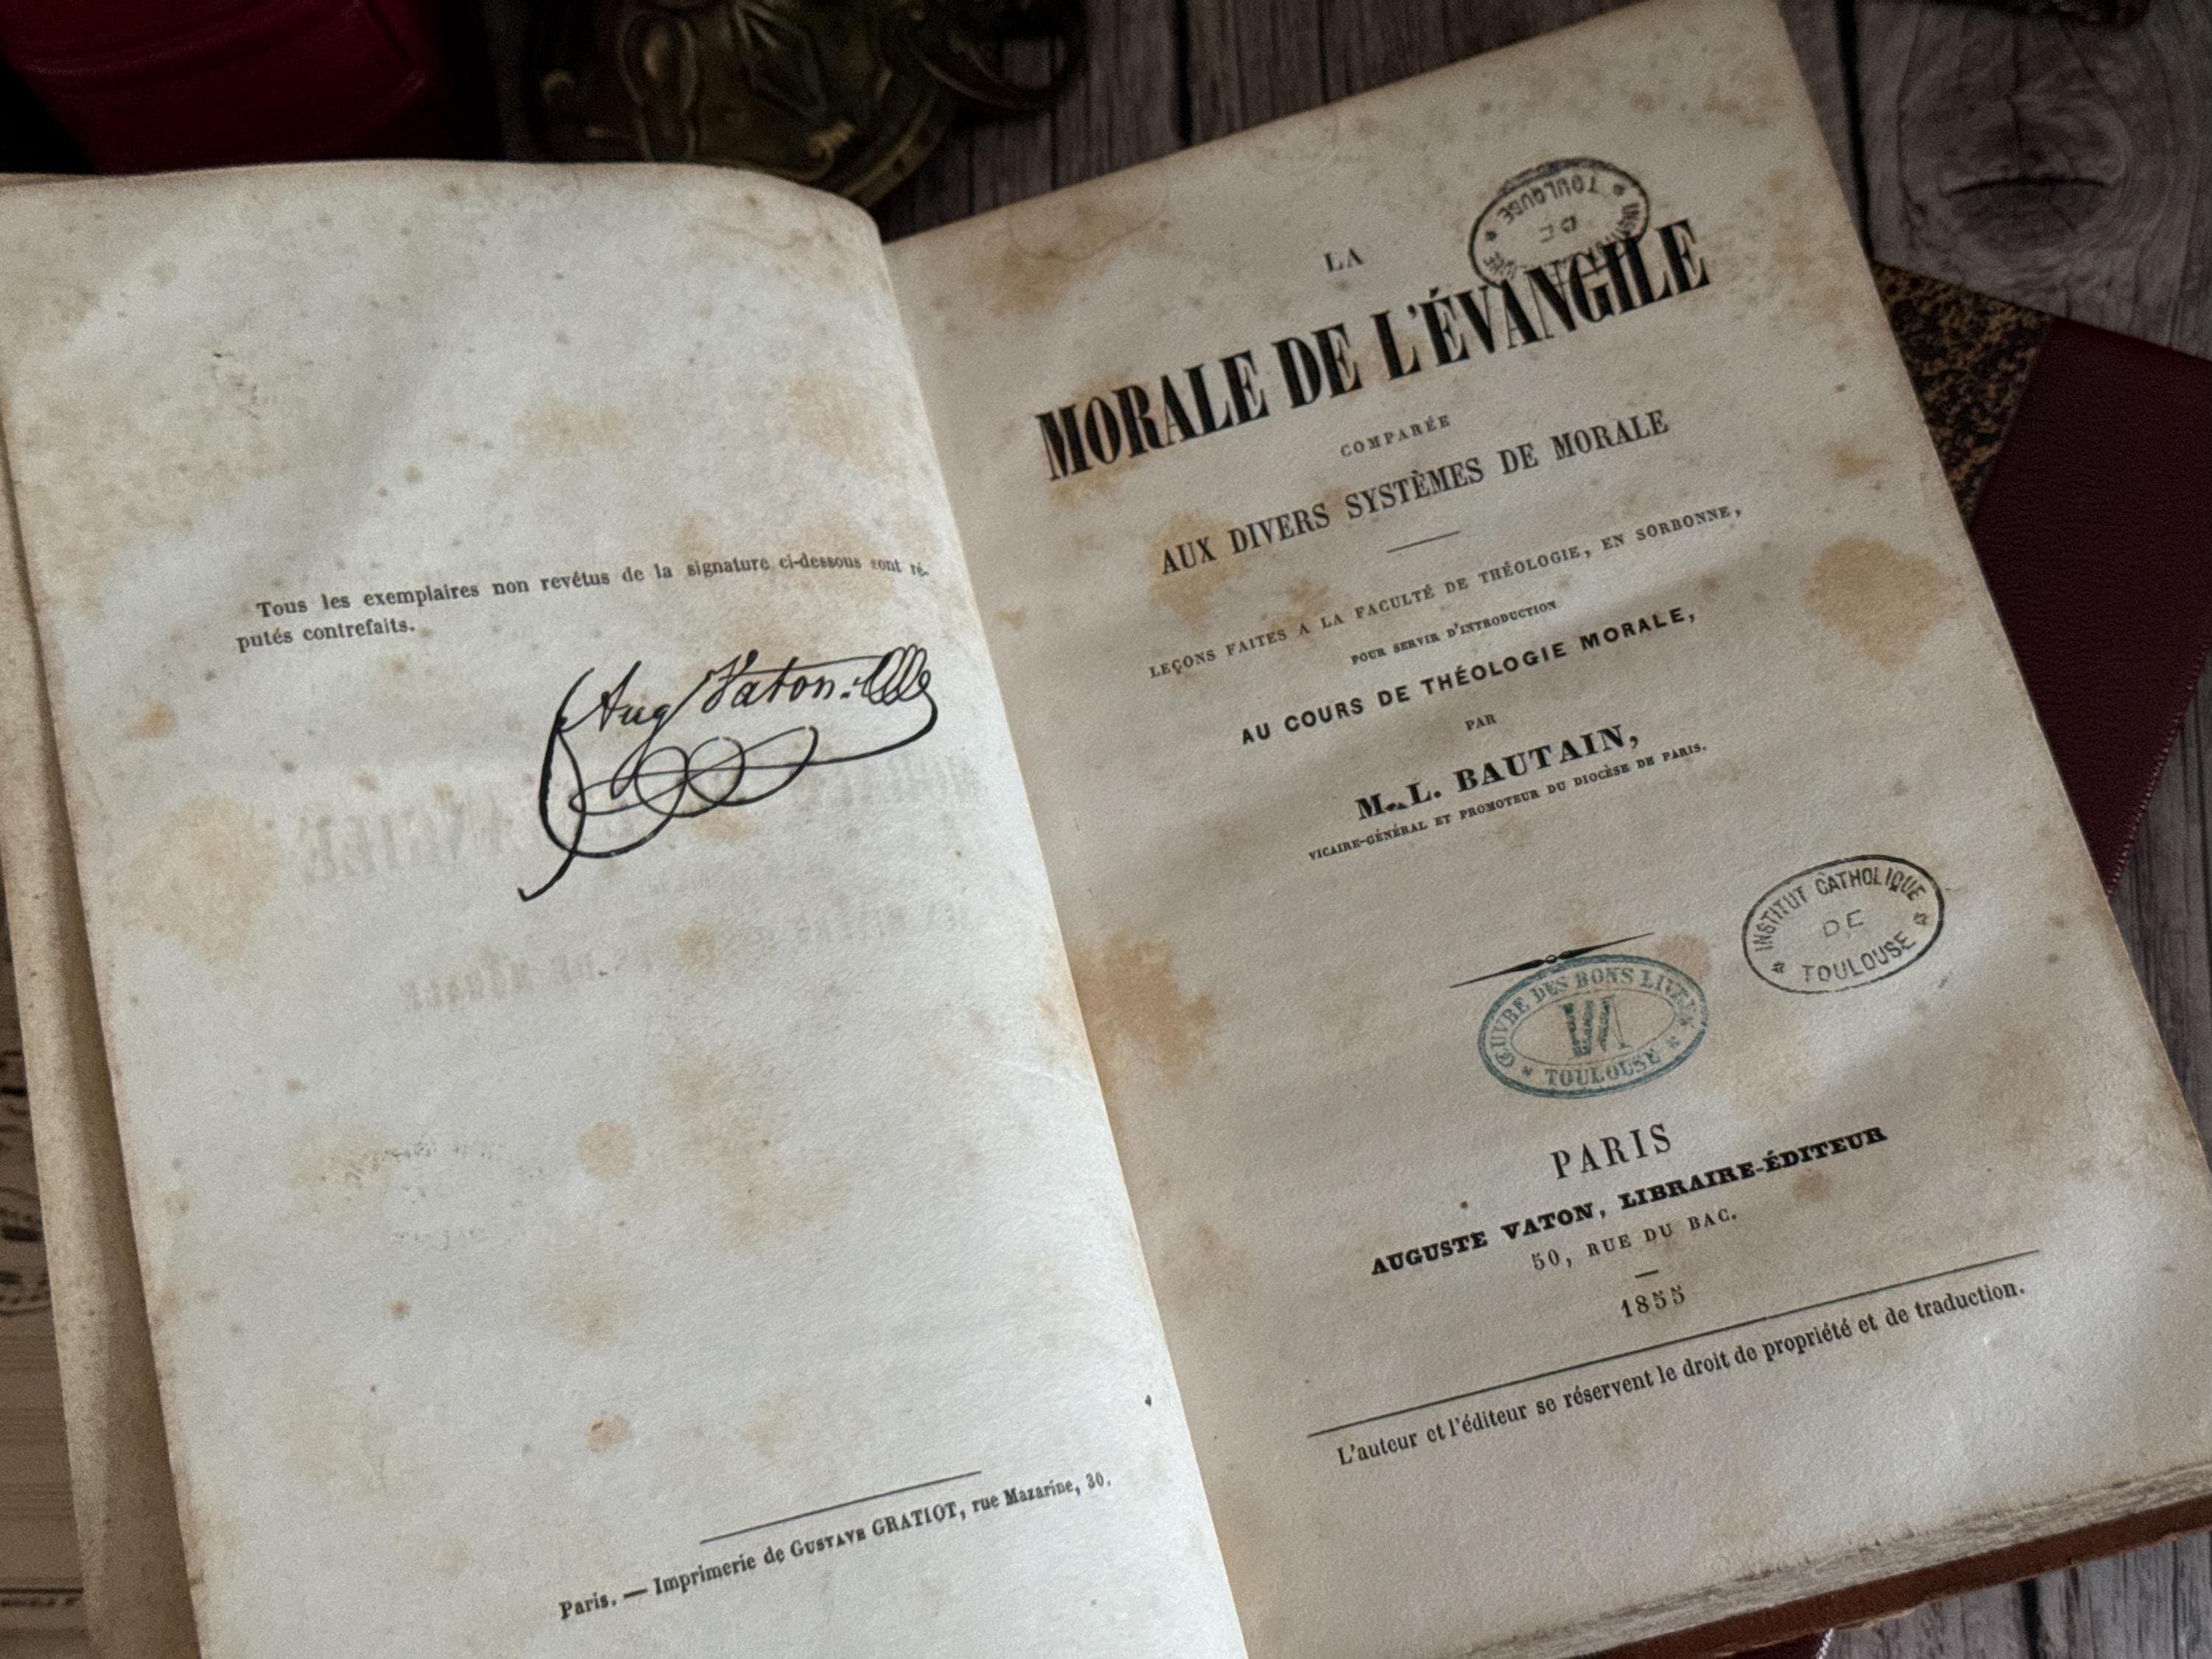 Tous les exemplaires non revêtus de la signature ci-dessous sont ré-
putés contrefaits.
Aug Vaton
Paris. — Imprimerie de GUSTAVE GRATIOT, rue Mazarine, 30.
INSTITUT
DE
TOULOUSE
LA
MORALE DE L'ÉVANGILE
COMPARÉE
AUX DIVERS SYSTÈMES DE MORALE
LEÇONS FAITES A LA FACULTÉ DE THÉOLOGIE, EN SORBONNE,
POUR SERVIR D'INTRODUCTION
AU COURS DE THÉOLOGIE MORALE,
PAR
M. L. BAUTAIN,
VICAIRE-GÉNÉRAL ET PROMOTEUR DU DIOCÈSE DE PARIS.
INSTITUT CATHOLIQUE
DE
TOULOUSE
ŒUVRE DES BONS LIVRES
TOULOUSE
PARIS
AUGUSTE VATON, LIBRAIRE-ÉDITEUR
50, RUE DU BAC.
1855
L'auteur et l'éditeur se réservent le droit de propriété et de traduction.